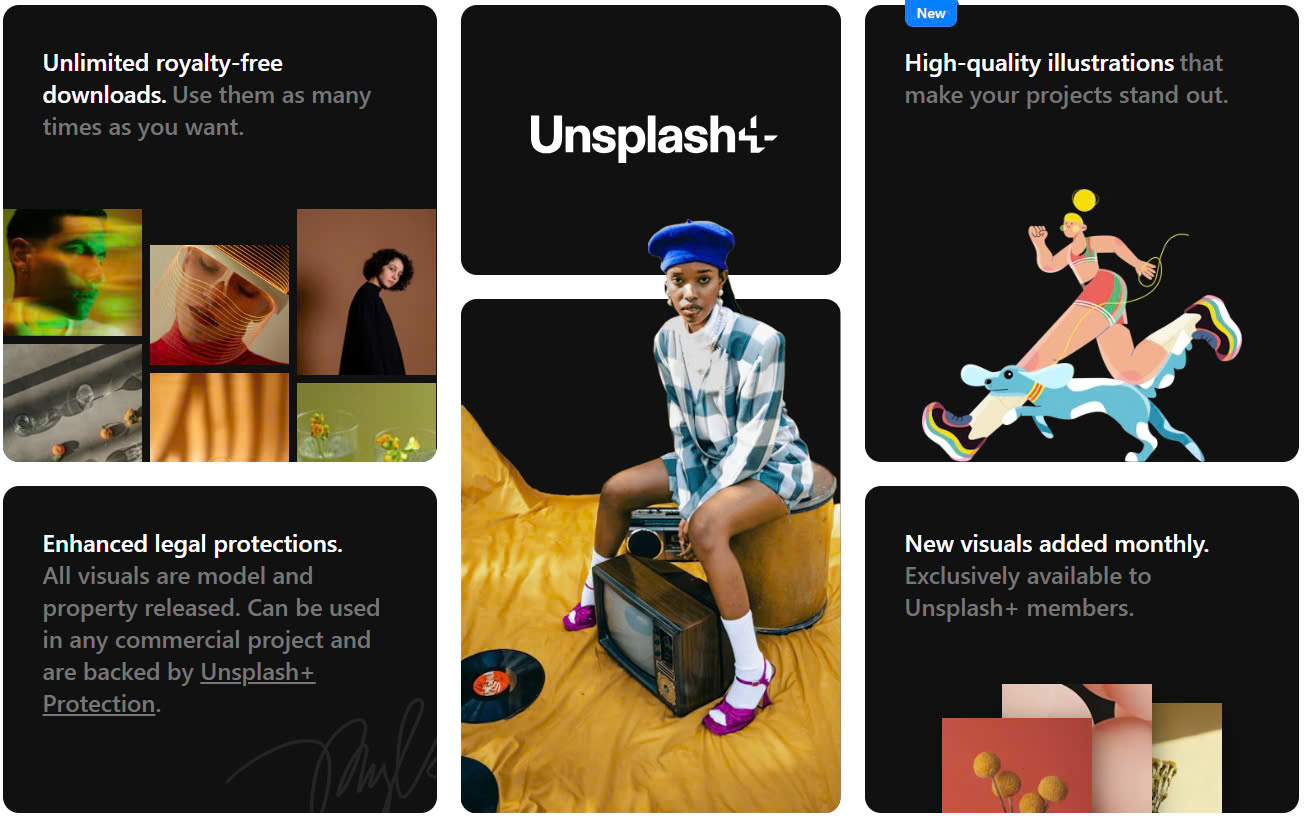 Unlimited royalty-free
downloads. Use them as many
times as you want.
Unsplash+
New
High-quality illustrations that
make your projects stand out.
Enhanced legal protections.
All visuals are model and
property released. Can be used
in any commercial project and
are backed by Unsplash+
Protection.
New visuals added monthly.
Exclusively available to
Unsplash+ members.